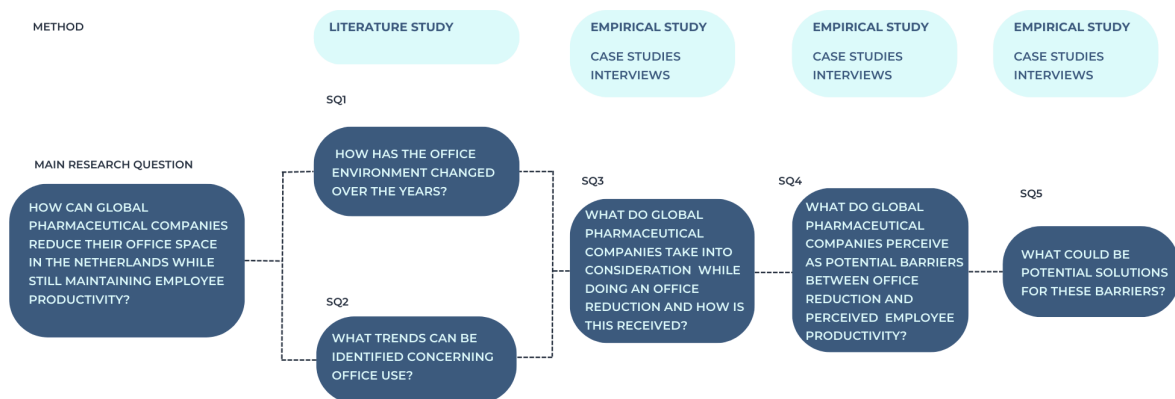 METHOD
LITERATURE STUDY
EMPIRICAL STUDY
CASE STUDIES
INTERVIEWS
EMPIRICAL STUDY
CASE STUDIES
INTERVIEWS
EMPIRICAL STUDY
CASE STUDIES
INTERVIEWS
MAIN RESEARCH QUESTION
HOW CAN GLOBAL
PHARMACEUTICAL COMPANIES
REDUCE THEIR OFFICE SPACE
IN THE NETHERLANDS WHILE
STILL MAINTAINING EMPLOYEE
PRODUCTIVITY?
SQ1
HOW HAS THE OFFICE
ENVIRONMENT CHANGED
OVER THE YEARS?
SQ2
WHAT TRENDS CAN BE
IDENTIFIED CONCERNING
OFFICE USE?
SQ3
WHAT DO GLOBAL
PHARMACEUTICAL
COMPANIES TAKE INTO
CONSIDERATION WHILE
DOING AN OFFICE
REDUCTION AND HOW IS
THIS RECEIVED?
SQ4
WHAT DO GLOBAL
PHARMACEUTICAL
COMPANIES PERCEIVE
AS POTENTIAL BARRIERS
BETWEEN OFFICE
REDUCTION AND
PERCEIVED EMPLOYEE
PRODUCTIVITY?
SQ5
WHAT COULD BE
POTENTIAL SOLUTIONS
FOR THESE BARRIERS?